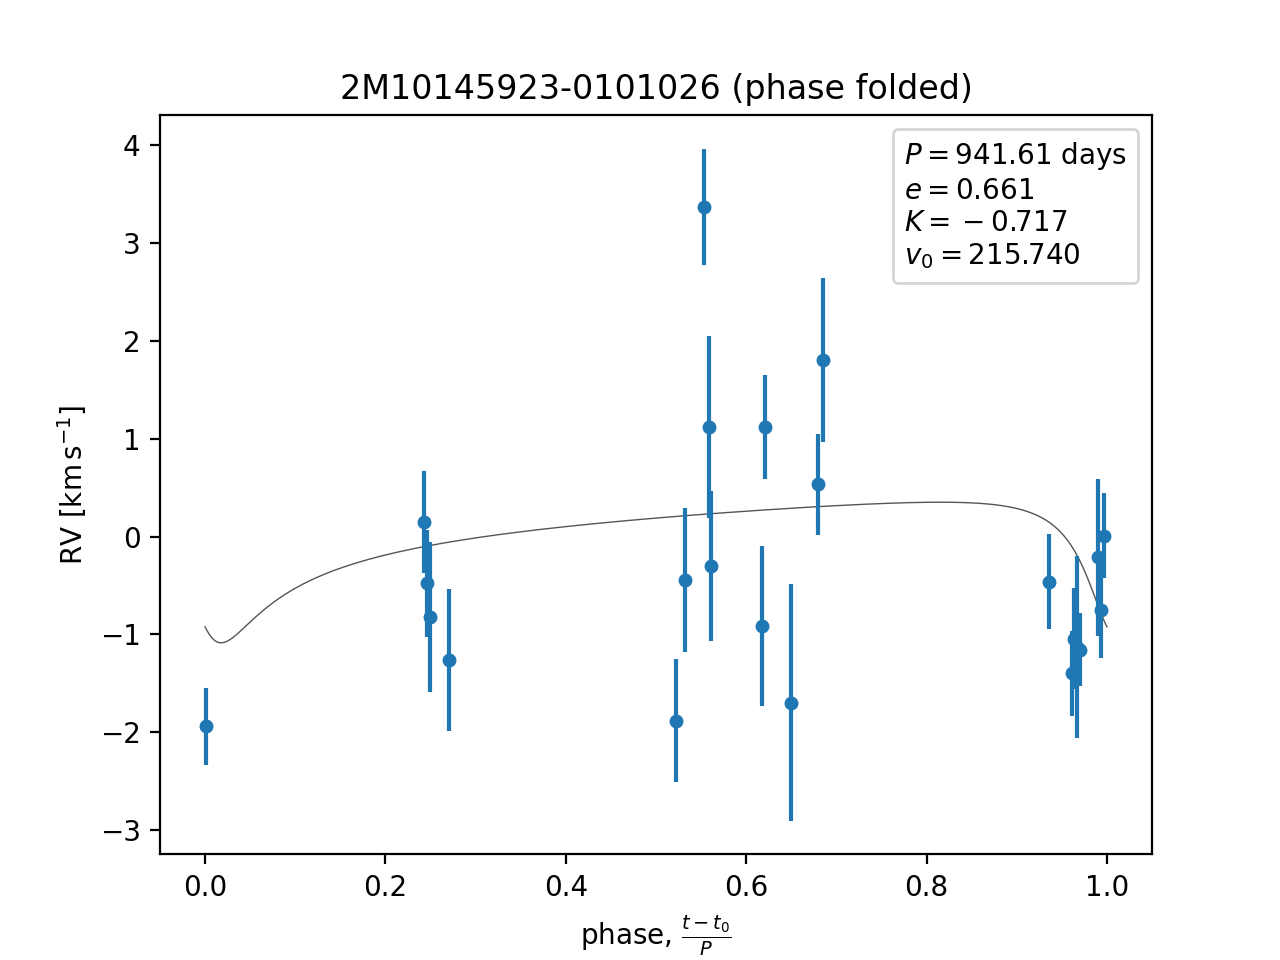 2M10145923-0101026 (phase folded)
P = 941.61 days
e = 0.661
K = −0.717
v₀ = 215.740
4
3
2
1
0
−1
−2
−3
RV [km s⁻¹]
0.0 0.2 0.4 0.6 0.8 1.0
phase, (t − t₀)/P